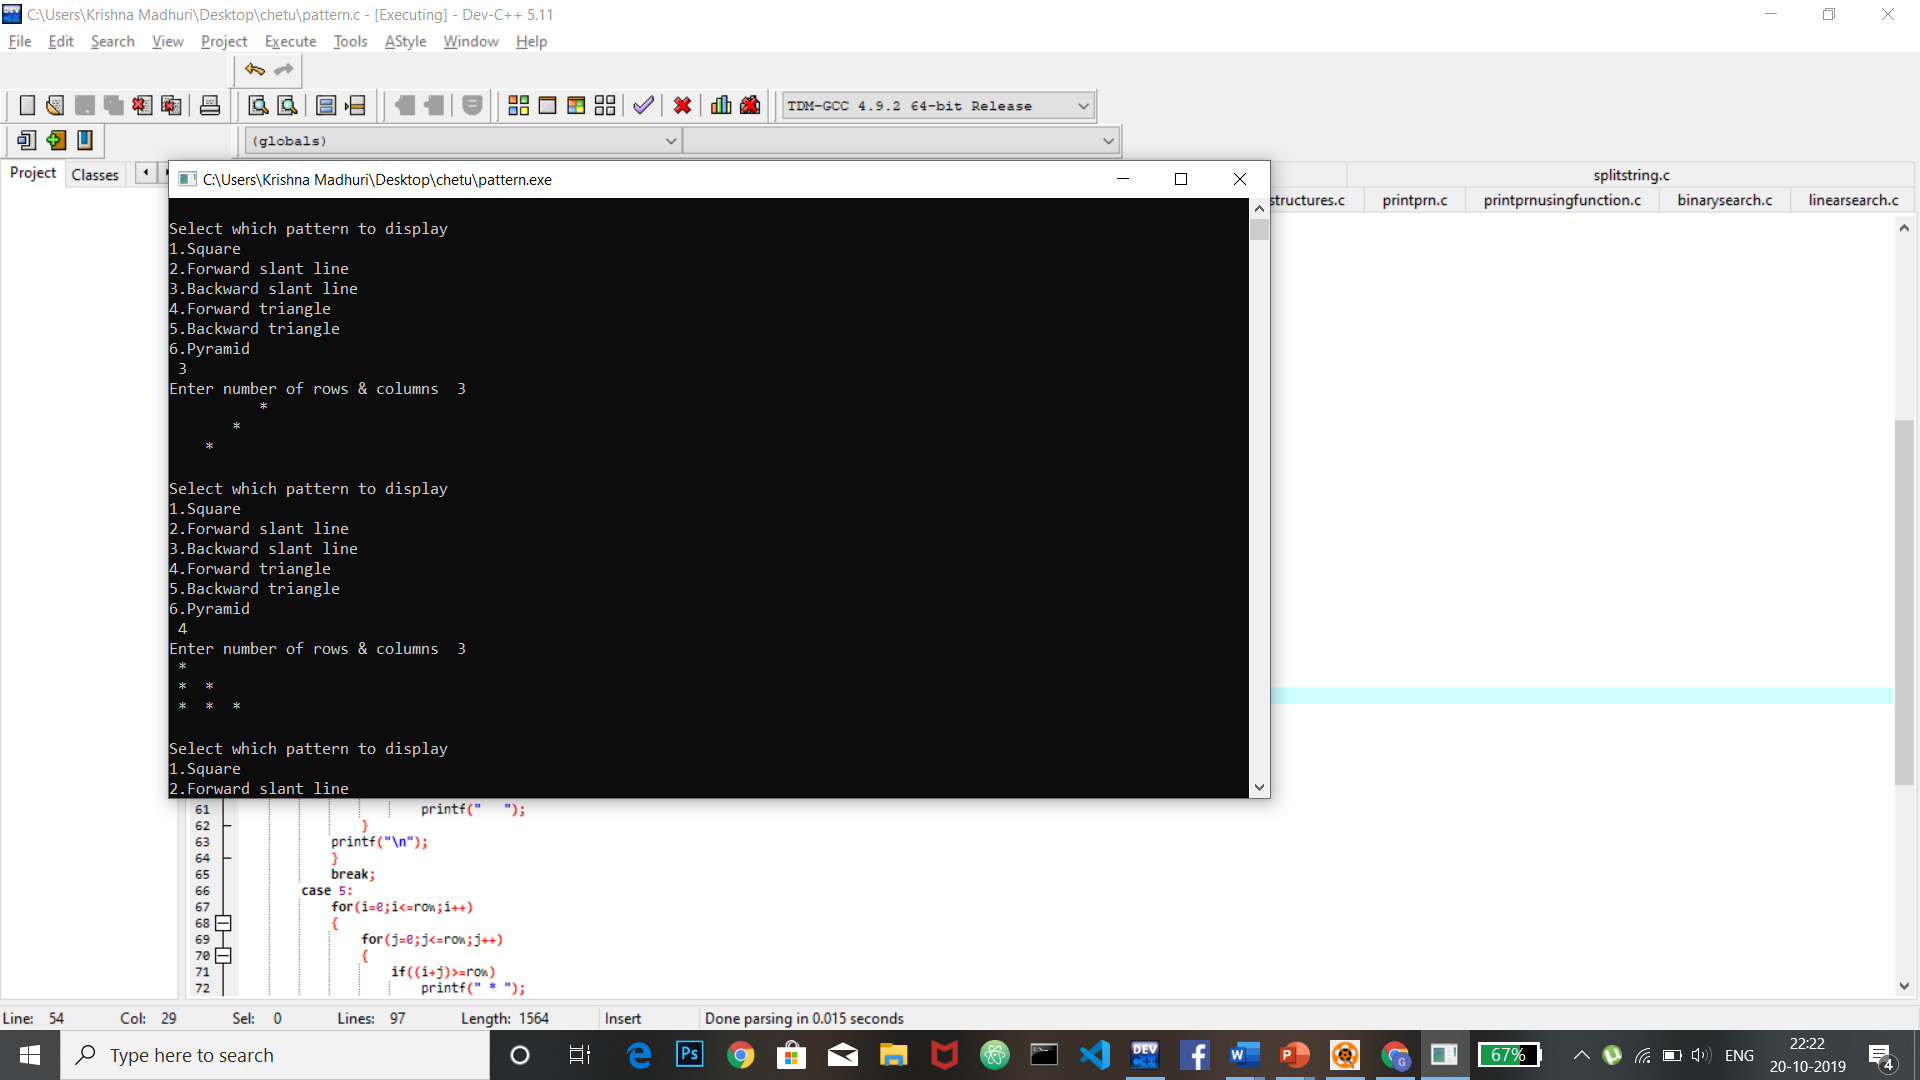 C:\Users\Krishna Madhuri\Desktop\chetu\pattern.c - [Executing] - Dev-C++ 5.11
File Edit Search View Project Execute Tools AStyle Window Help
TDM-GCC 4.9.2 64-bit Release
(globals)
Project Classes
splitstring.c
structures.c printprn.c printprnusingfunction.c binarysearch.c linearsearch.c
C:\Users\Krishna Madhuri\Desktop\chetu\pattern.exe
Select which pattern to display
1.Square
2.Forward slant line
3.Backward slant line
4.Forward triangle
5.Backward triangle
6.Pyramid
 3
Enter number of rows & columns  3
          *
       *
    *
Select which pattern to display
1.Square
2.Forward slant line
3.Backward slant line
4.Forward triangle
5.Backward triangle
6.Pyramid
 4
Enter number of rows & columns  3
 *
 *  *
 *  *  *
Select which pattern to display
1.Square
2.Forward slant line
61 printf("   ");
62 }
63 printf("\n");
64 }
65 break;
66 case 5:
67 for(i=0;i<=row;i++)
68 {
69 for(j=0;j<=row;j++)
70 {
71 if((i+j)>=row)
72 printf(" * ");
Line: 54 Col: 29 Sel: 0 Lines: 97 Length: 1564 Insert Done parsing in 0.015 seconds
Type here to search
Ps
DEV
67%
ENG
22:22
20-10-2019
4